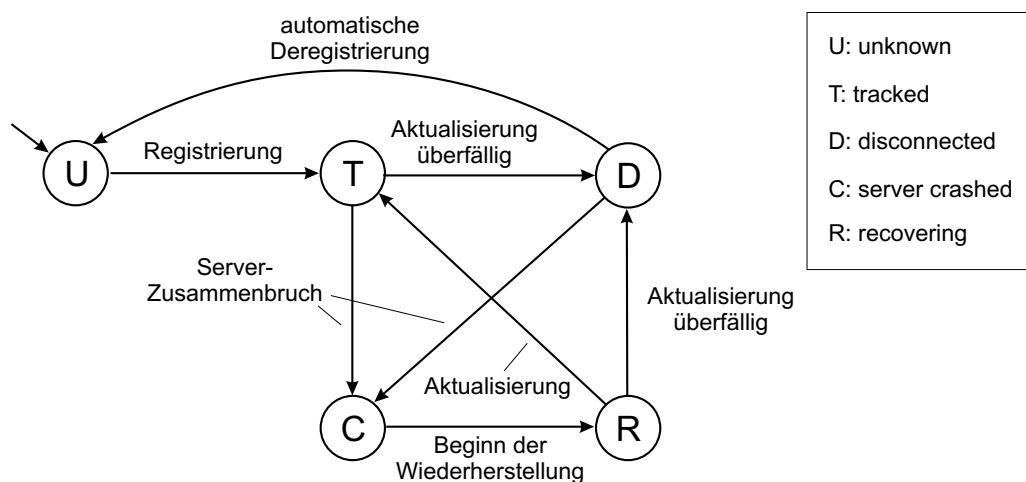 automatische
Deregistrierung
U: unknown
T: tracked
D: disconnected
C: server crashed
R: recovering
Registrierung
Aktualisierung
überfällig
U
T
D
Server-
Zusammenbruch
Aktualisierung
überfällig
Aktualisierung
C
R
Beginn der
Wiederherstellung